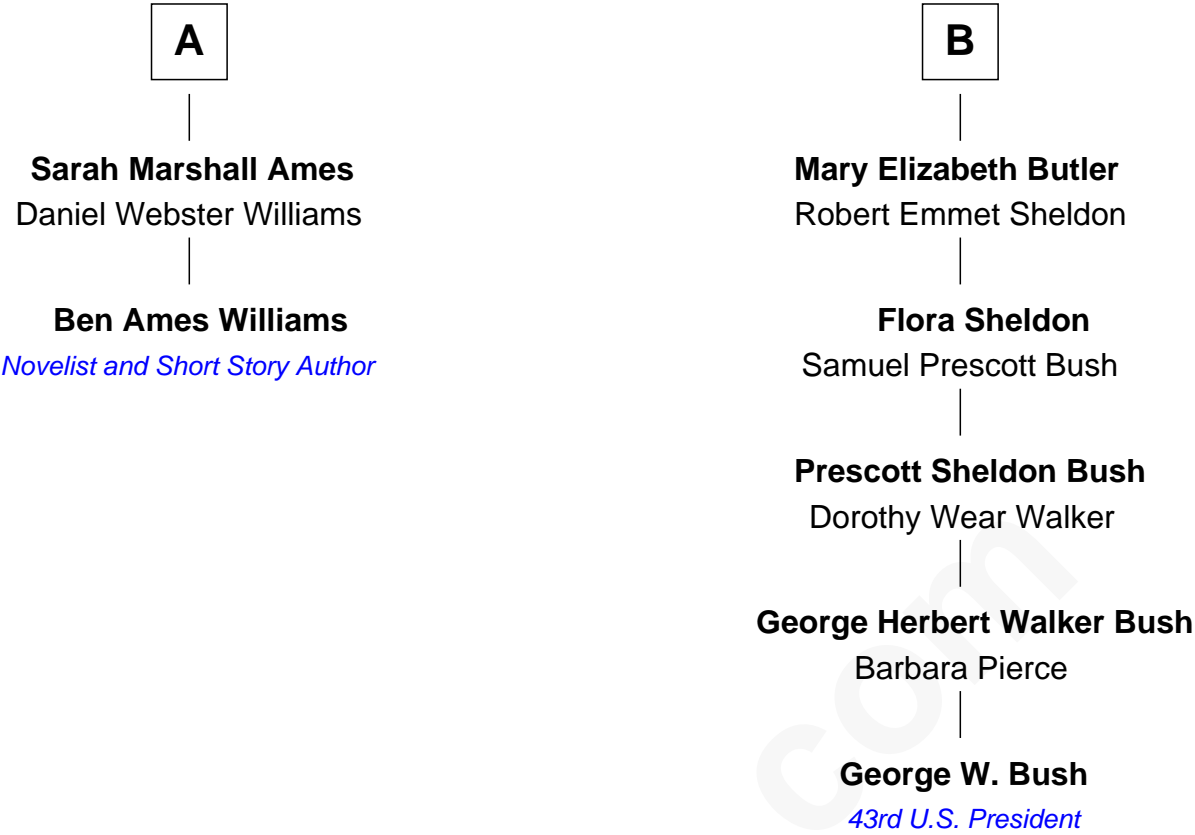 A
Sarah Marshall Ames
Daniel Webster Williams
Ben Ames Williams
Novelist and Short Story Author
B
Mary Elizabeth Butler
Robert Emmet Sheldon
Flora Sheldon
Samuel Prescott Bush
Prescott Sheldon Bush
Dorothy Wear Walker
George Herbert Walker Bush
Barbara Pierce
George W. Bush
43rd U.S. President
com